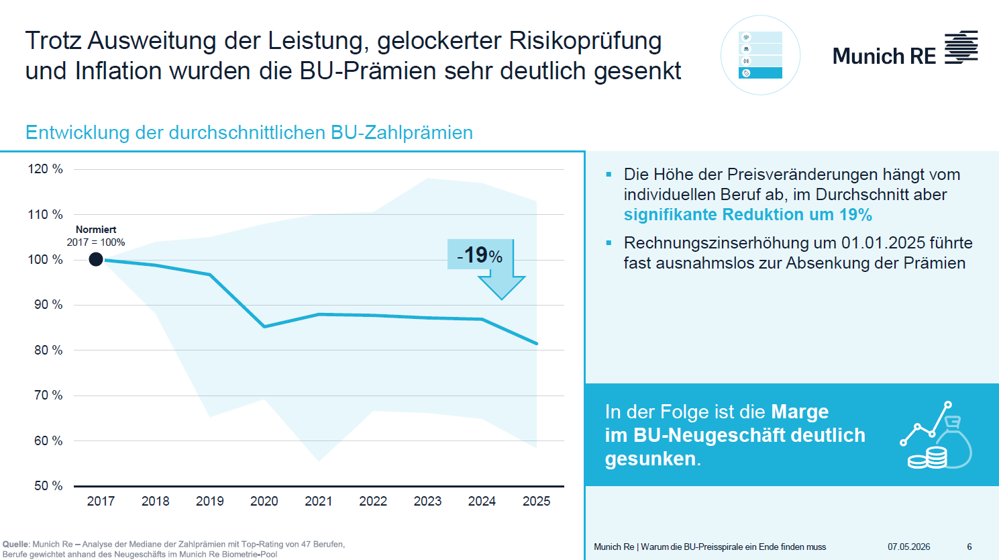 Trotz Ausweitung der Leistung, gelockerter Risikoprüfung
und Inflation wurden die BU-Prämien sehr deutlich gesenkt
Munich RE
Entwicklung der durchschnittlichen BU-Zahlprämien
120 %
110 %
100 %
90 %
80 %
70 %
60 %
50 %
Normiert
2017 = 100%
-19%
2017 2018 2019 2020 2021 2022 2023 2024 2025
▪ Die Höhe der Preisveränderungen hängt vom
individuellen Beruf ab, im Durchschnitt aber
signifikante Reduktion um 19%
▪ Rechnungszinserhöhung um 01.01.2025 führte
fast ausnahmslos zur Absenkung der Prämien
In der Folge ist die Marge
im BU-Neugeschäft deutlich
gesunken.
Quelle: Munich Re – Analyse der Mediane der Zahlprämien mit Top-Rating von 47 Berufen,
Berufe gewichtet anhand des Neugeschäfts im Munich Re Biometrie-Pool
Munich Re | Warum die BU-Preisspirale ein Ende finden muss 07.05.2026 6